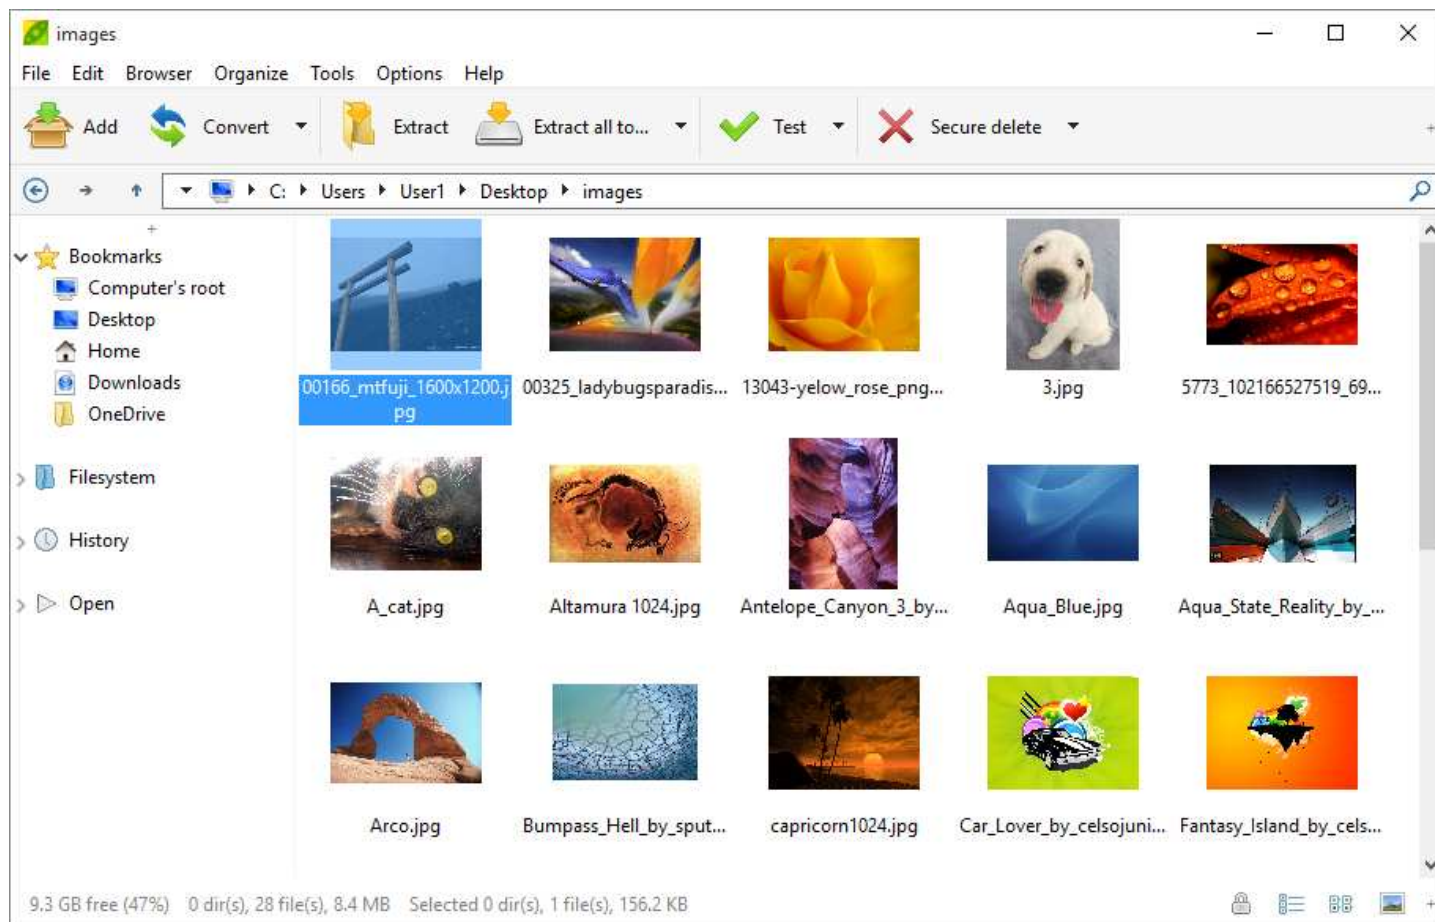 images
File Edit Browser Organize Tools Options Help
Add Convert Extract Extract all to... Test Secure delete
C: Users User1 Desktop images
Bookmarks
Computer's root
Desktop
Home
Downloads
OneDrive
Filesystem
History
Open
00166_mtfuji_1600x1200.j
pg
00325_ladybugsparadis...
13043-yelow_rose_png...
3.jpg
5773_102166527519_69...
A_cat.jpg
Altamura 1024.jpg
Antelope_Canyon_3_by...
Aqua_Blue.jpg
Aqua_State_Reality_by_...
Arco.jpg
Bumpass_Hell_by_sput...
capricorn1024.jpg
Car_Lover_by_celsojuni...
Fantasy_Island_by_cels...
9.3 GB free (47%) 0 dir(s), 28 file(s), 8.4 MB Selected 0 dir(s), 1 file(s), 156.2 KB